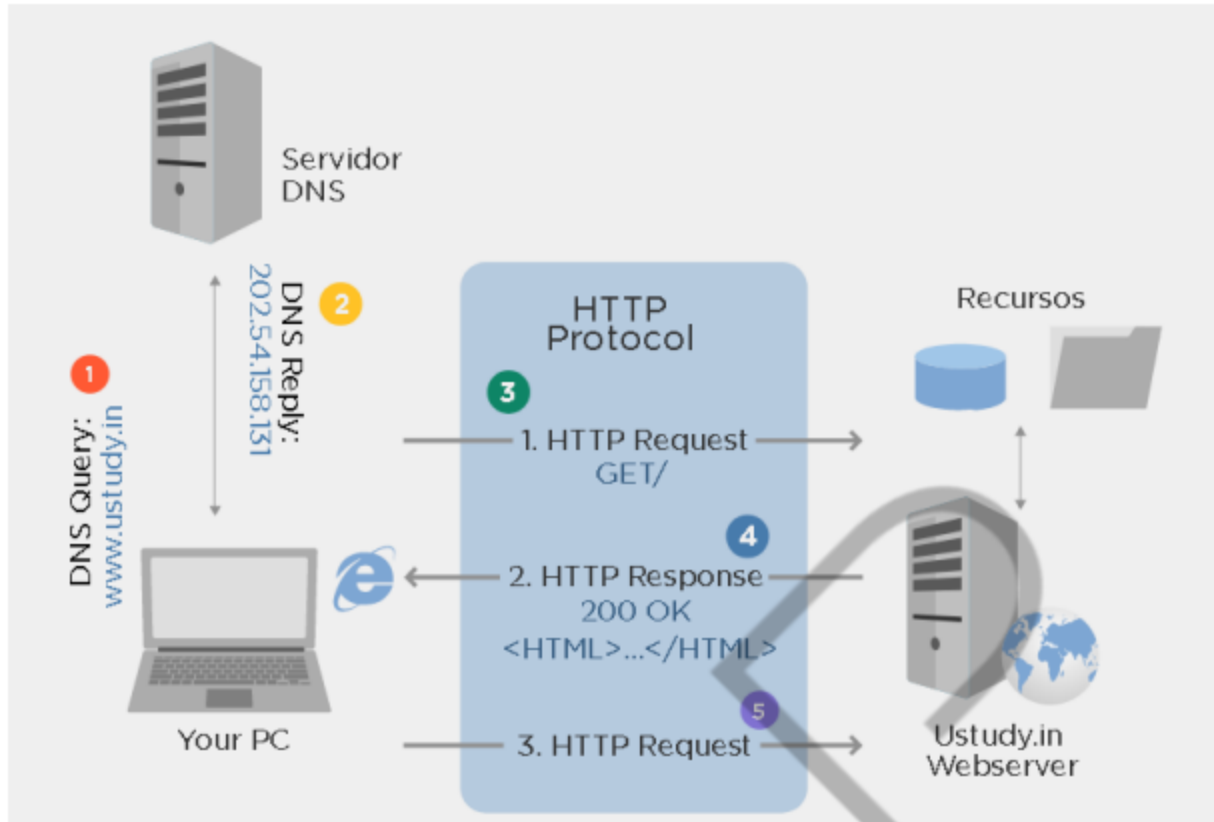 Servidor
DNS
1
DNS Query:
www.ustupdy.in
2
DNS Reply:
202.54.158.131
HTTP
Protocol
3
1. HTTP Request
GET/
4
2. HTTP Response
200 OK
<HTML>...</HTML>
5
3. HTTP Request
Your PC
Recursos
Ustudy.in
Webserver